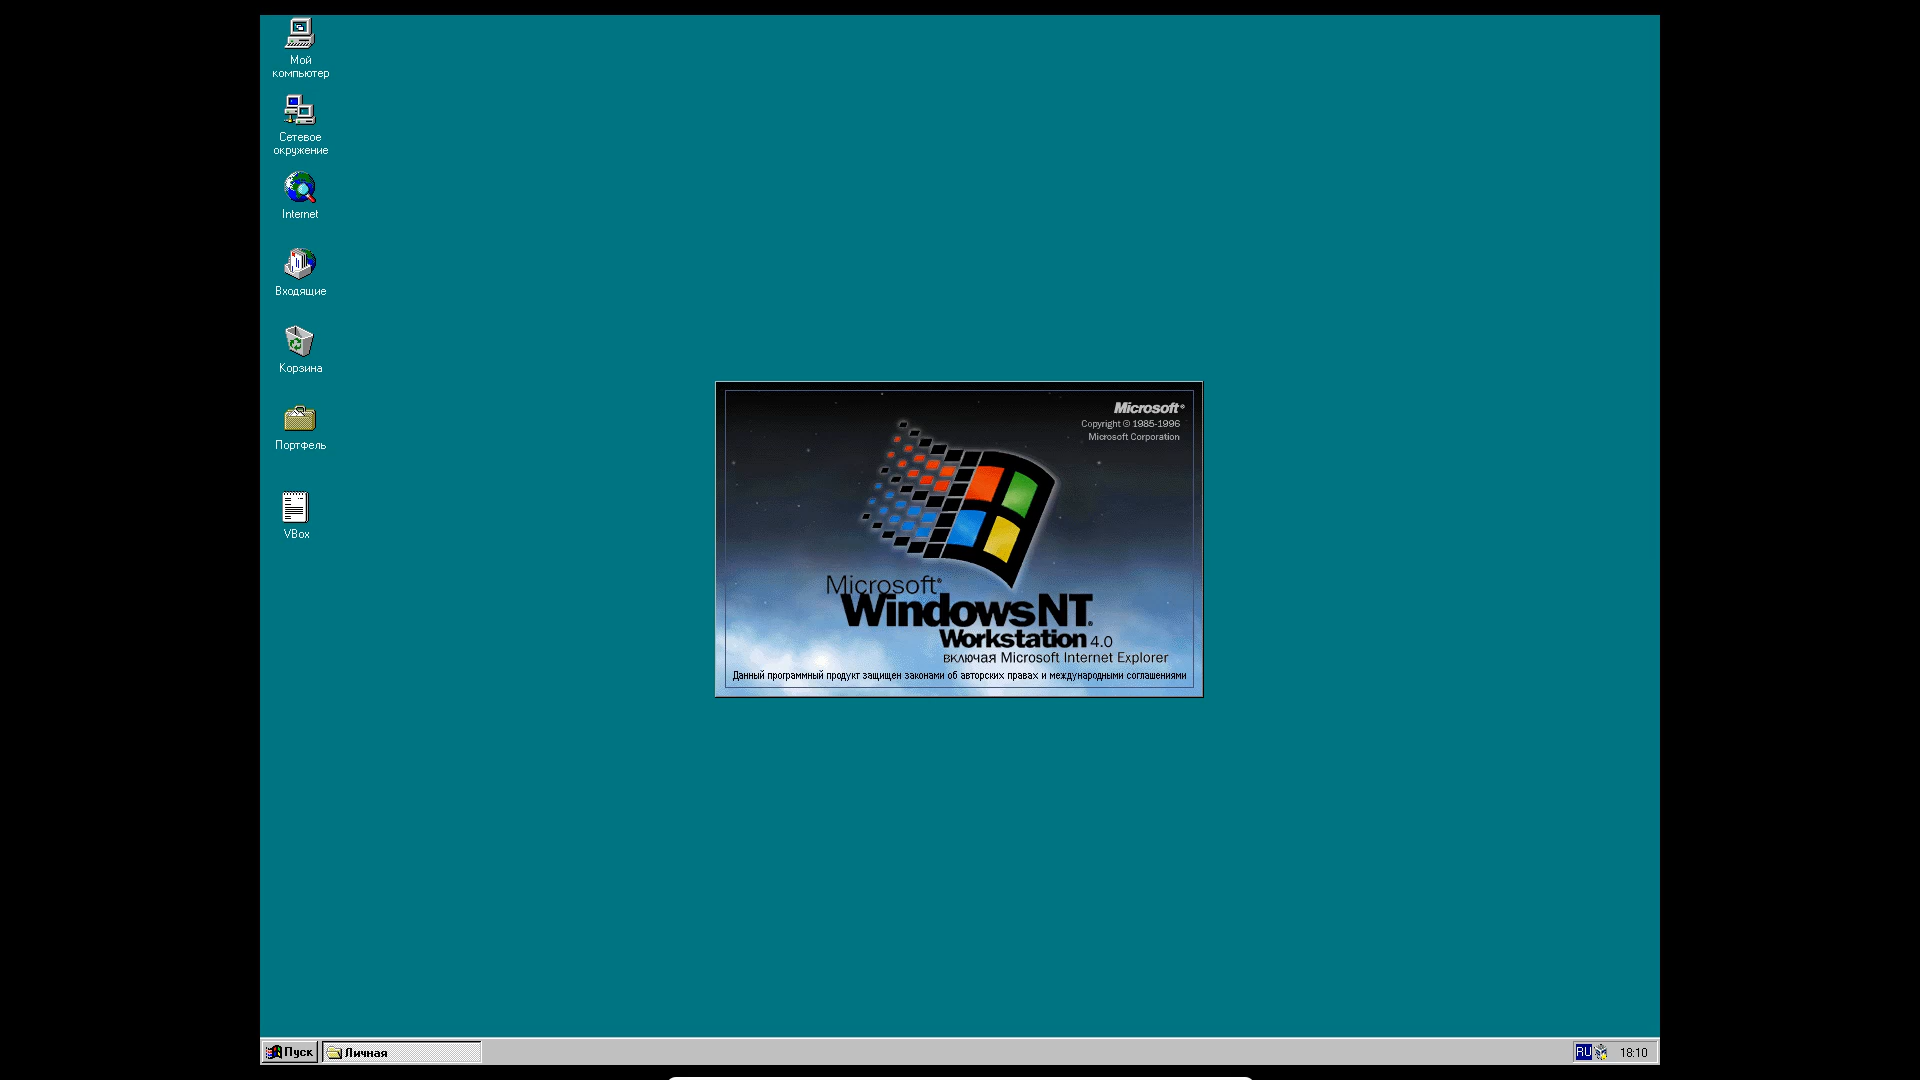 Мой
компьютер
Сетевое
окружение
Internet
Входящие
Корзина
Портфель
VBox
Microsoft®
Copyright © 1985-1996
Microsoft Corporation
Microsoft®
WindowsNT®
Workstation 4.0
включая Microsoft Internet Explorer
Данный программный продукт защищен законами об авторских правах и международными соглашениями
Пуск
Личная
RU
18:10